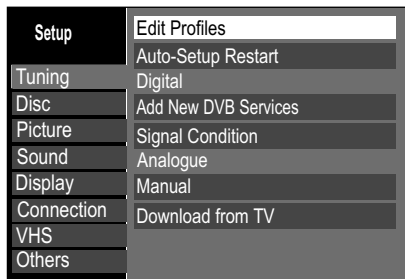 Setup
Tuning
Disc
Picture
Sound
Display
Connection
VHS
Others
Edit Profiles
Auto-Setup Restart
Digital
Add New DVB Services
Signal Condition
Analogue
Manual
Download from TV